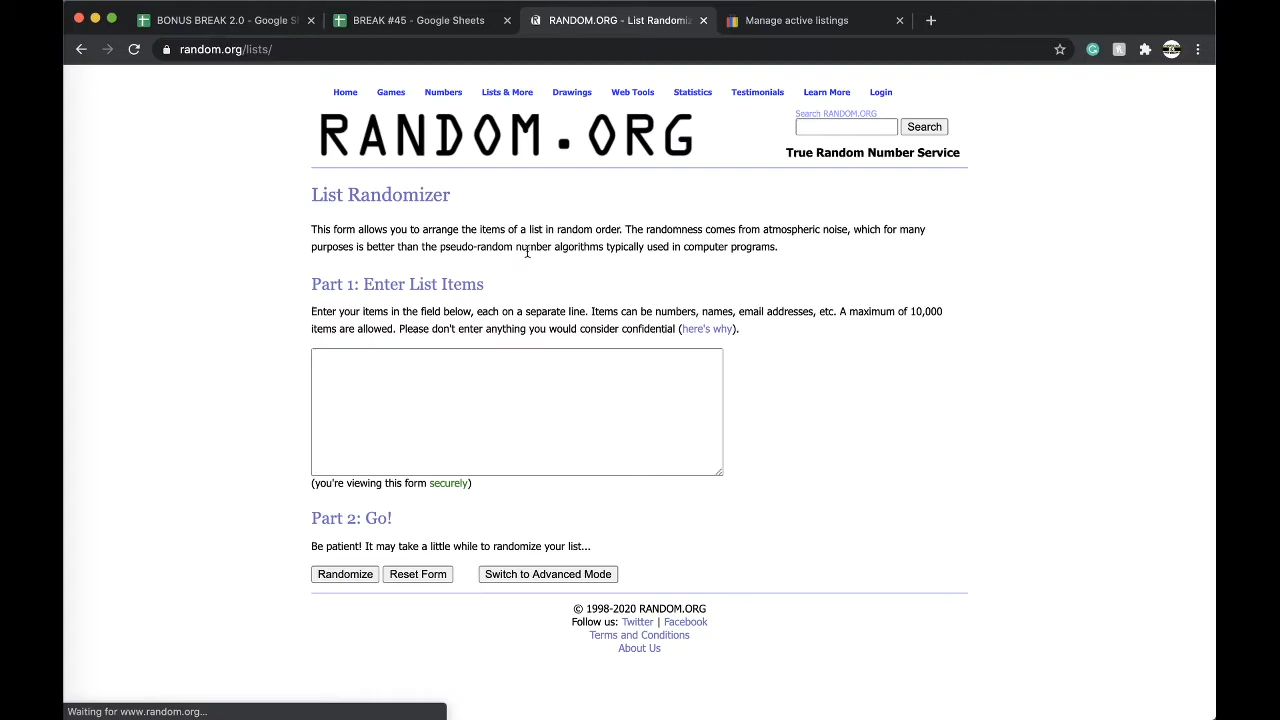 BONUS BREAK 2.0 - Google Sh
BREAK #45 - Google Sheets
RANDOM.ORG - List Randomiz
Manage active listings
random.org/lists/
Home Games Numbers Lists & More Drawings Web Tools Statistics Testimonials Learn More Login
RANDOM.ORG
Search RANDOM.ORG
Search
True Random Number Service
List Randomizer
This form allows you to arrange the items of a list in random order. The randomness comes from atmospheric noise, which for many
purposes is better than the pseudo-random number algorithms typically used in computer programs.
Part 1: Enter List Items
Enter your items in the field below, each on a separate line. Items can be numbers, names, email addresses, etc. A maximum of 10,000
items are allowed. Please don't enter anything you would consider confidential (here's why).
(you're viewing this form securely)
Part 2: Go!
Be patient! It may take a little while to randomize your list...
Randomize Reset Form Switch to Advanced Mode
© 1998-2020 RANDOM.ORG
Follow us: Twitter | Facebook
Terms and Conditions
About Us
Waiting for www.random.org...